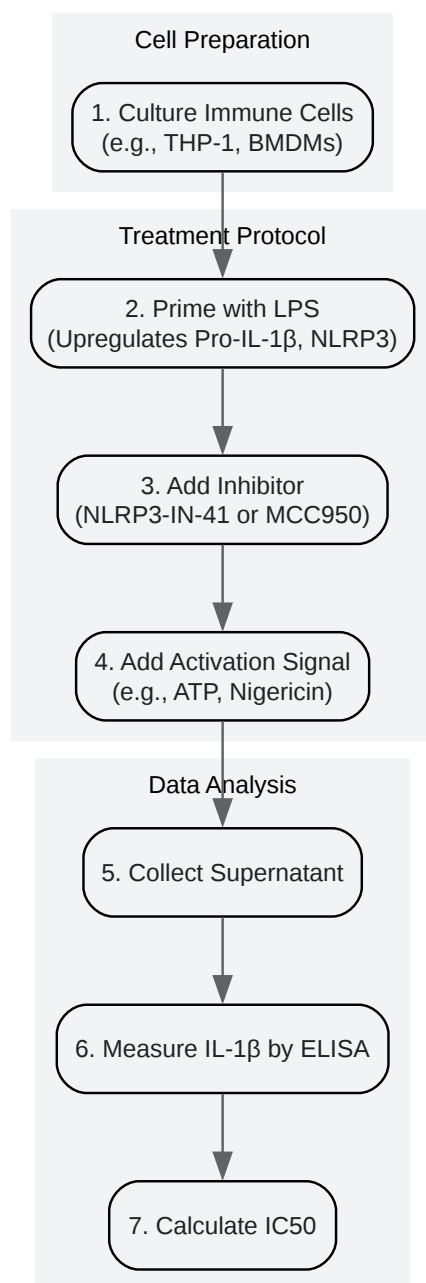 Cell Preparation
1. Culture Immune Cells
(e.g., THP-1, BMDMs)
Treatment Protocol
2. Prime with LPS
(Upregulates Pro-IL-1β, NLRP3)
3. Add Inhibitor
(NLRP3-IN-41 or MCC950)
4. Add Activation Signal
(e.g., ATP, Nigericin)
Data Analysis
5. Collect Supernatant
6. Measure IL-1β by ELISA
7. Calculate IC50